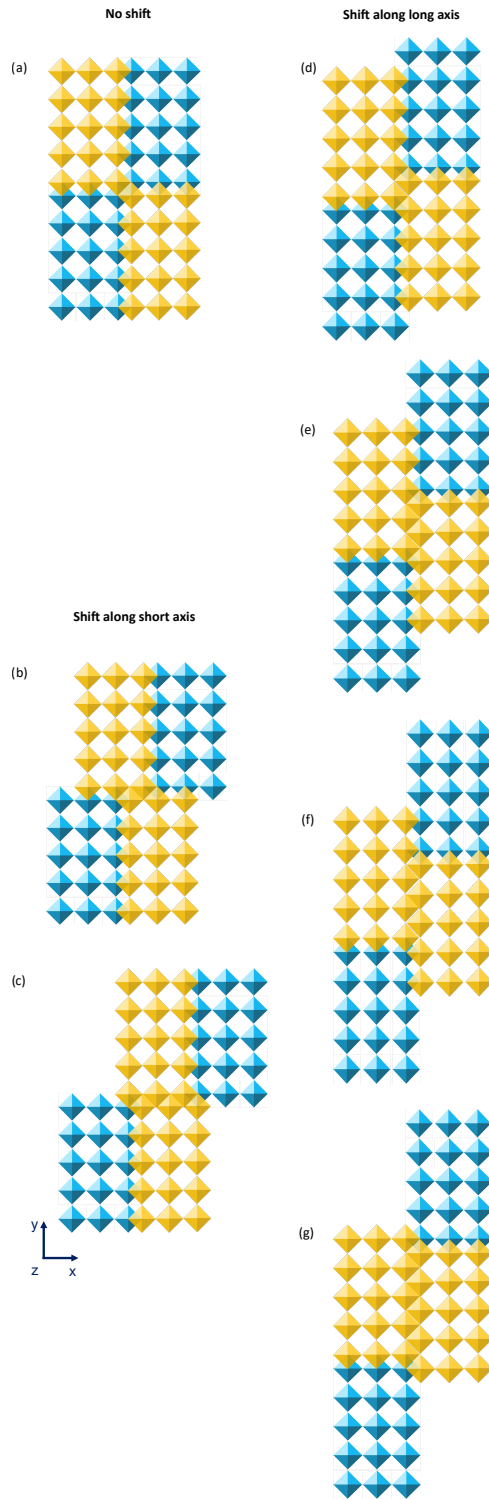 No shift
Shift along long axis
(a)
(d)
(e)
Shift along short axis
(b)
(f)
(c)
y
z
x
(g)